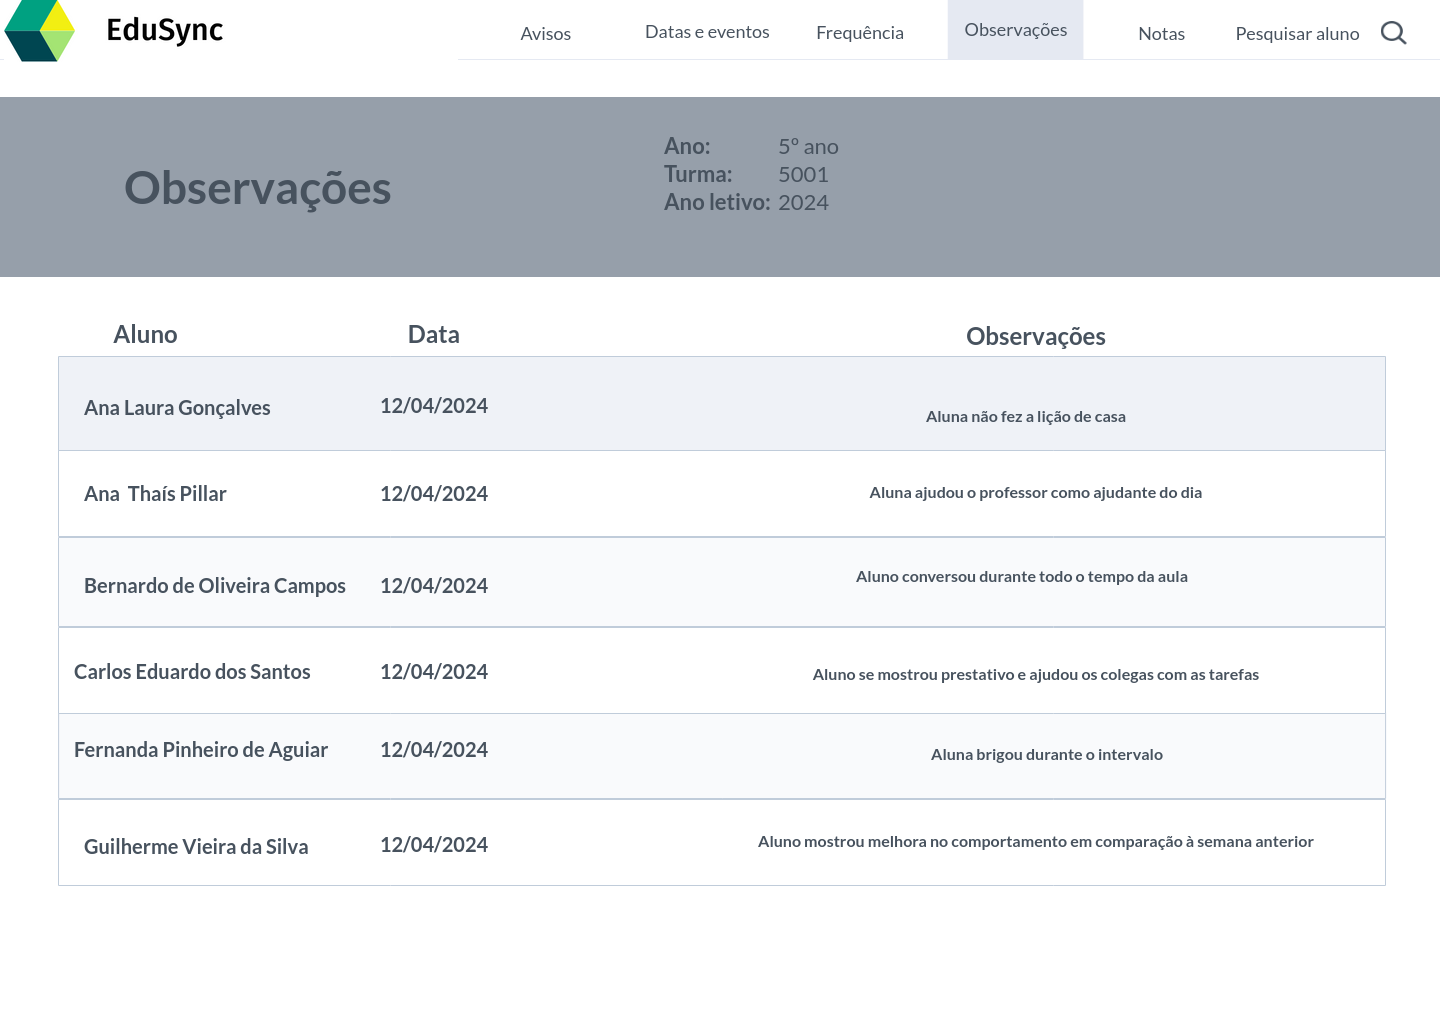 EduSync
Avisos
Datas e eventos
Frequência
Observações
Notas
Pesquisar aluno
Observações
Ano: 5º ano
Turma: 5001
Ano letivo: 2024
Aluno Data Observações
Ana Laura Gonçalves 12/04/2024 Aluna não fez a lição de casa
Ana  Thaís Pillar 12/04/2024 Aluna ajudou o professor como ajudante do dia
Bernardo de Oliveira Campos 12/04/2024 Aluno conversou durante todo o tempo da aula
Carlos Eduardo dos Santos 12/04/2024 Aluno se mostrou prestativo e ajudou os colegas com as tarefas
Fernanda Pinheiro de Aguiar 12/04/2024 Aluna brigou durante o intervalo
Guilherme Vieira da Silva 12/04/2024 Aluno mostrou melhora no comportamento em comparação à semana anterior